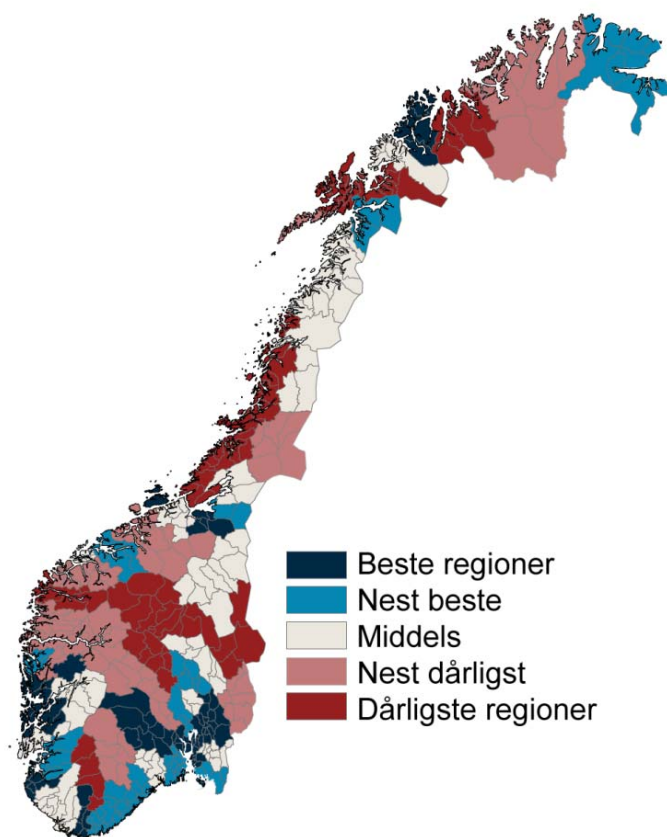 Beste regioner
Nest beste
Middels
Nest dårligst
Dårligste regioner